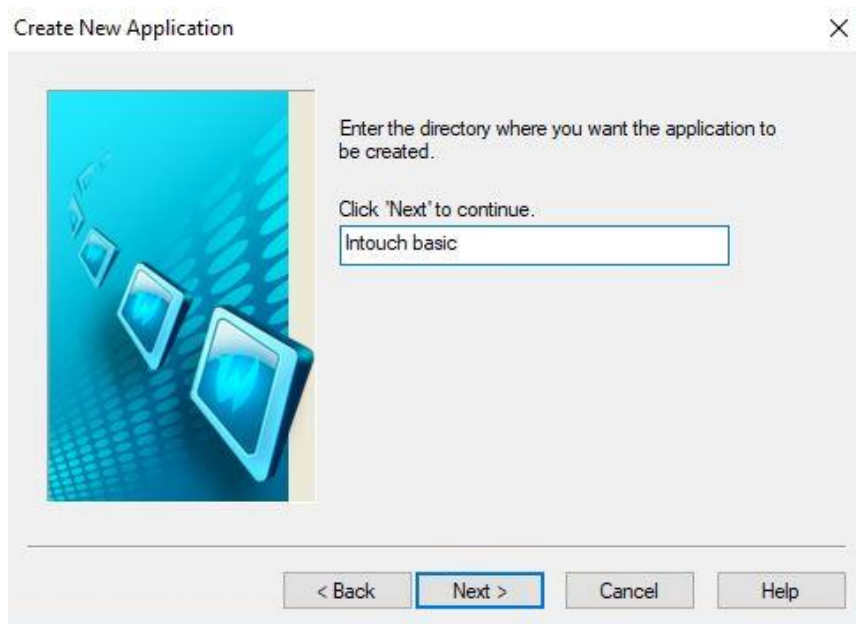 Create New Application
Enter the directory where you want the application to
be created.
Click 'Next' to continue.
Intouch basic
< Back
Next >
Cancel
Help